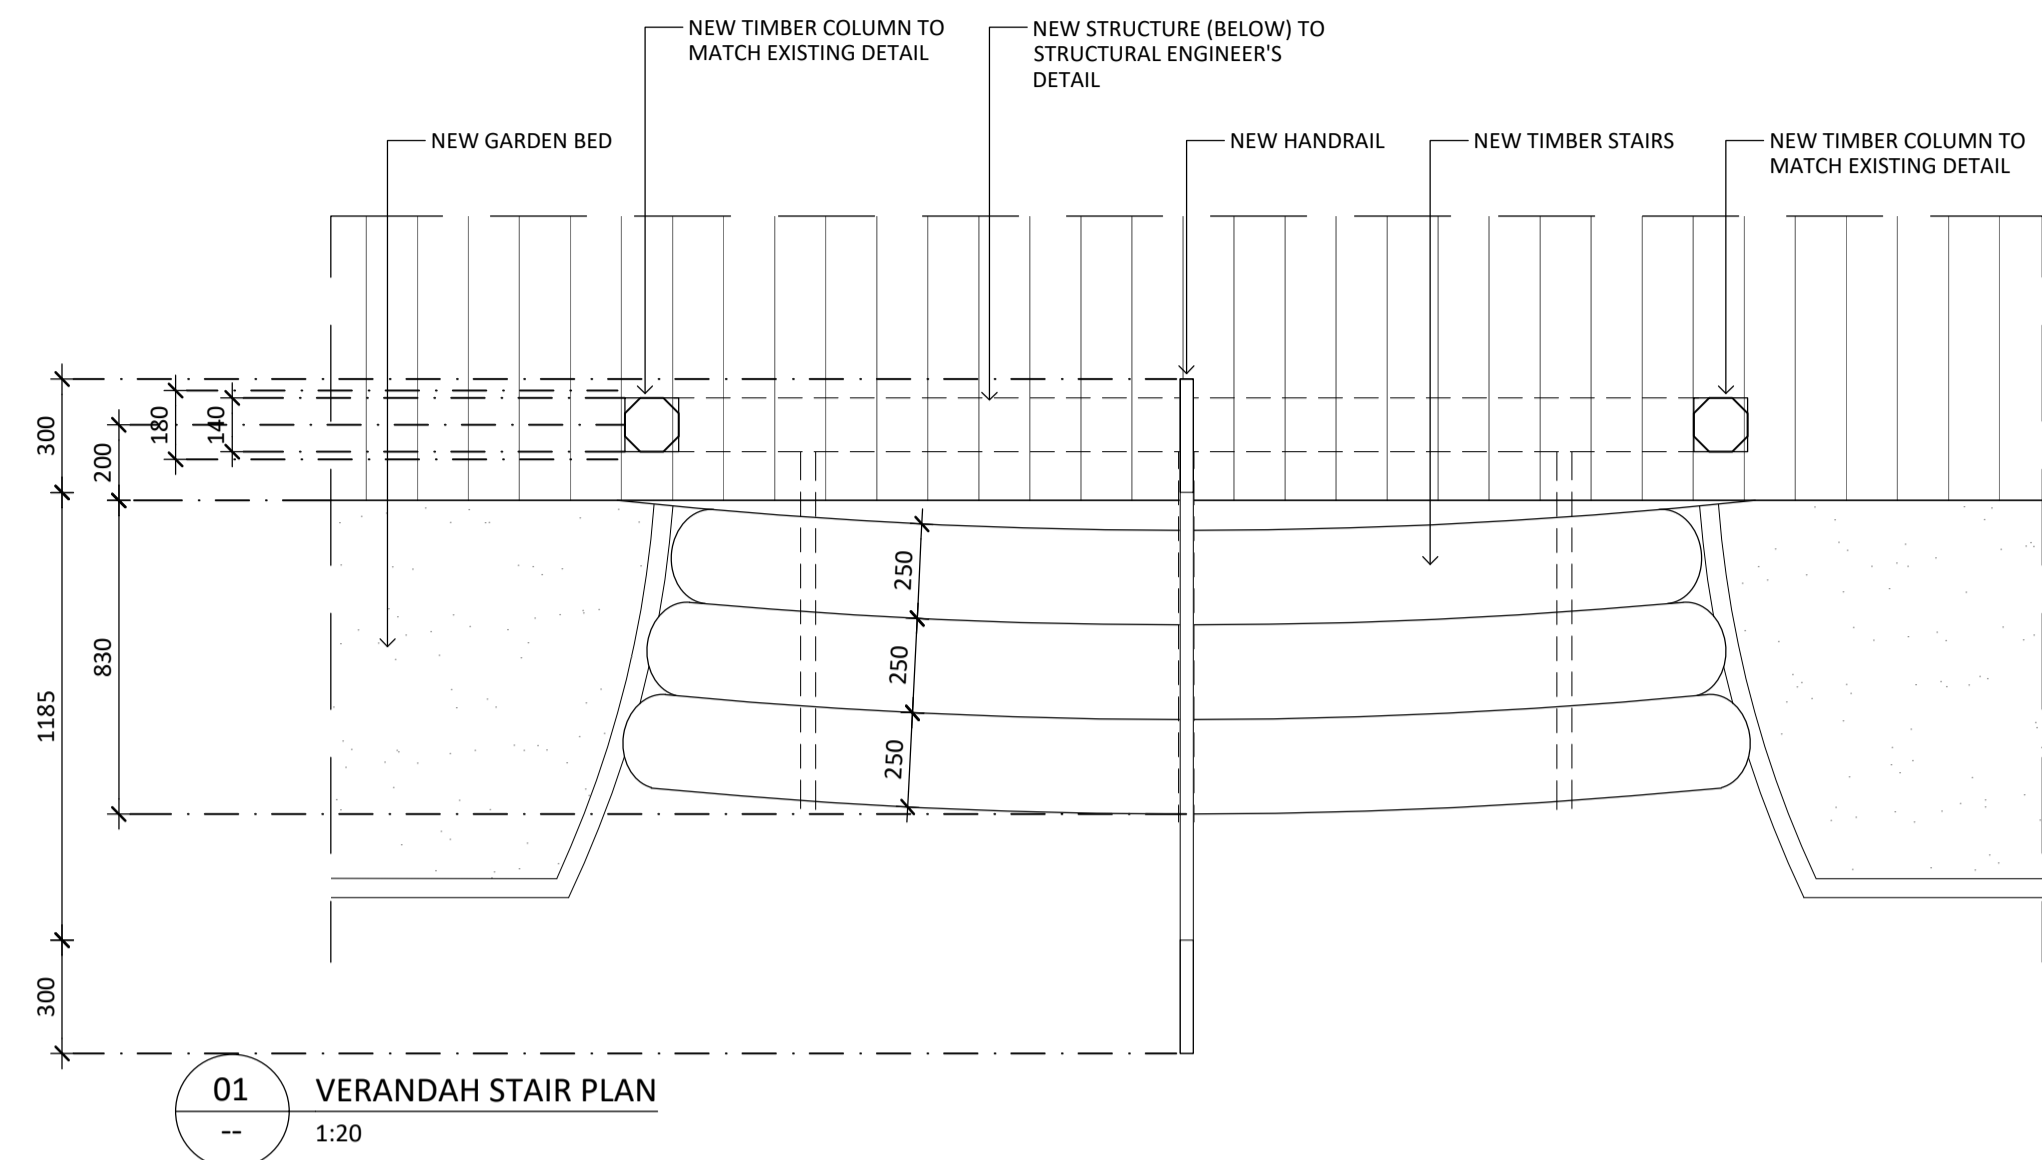 NEW TIMBER COLUMN TO
MATCH EXISTING DETAIL
NEW STRUCTURE (BELOW) TO
STRUCTURAL ENGINEER'S
DETAIL
NEW GARDEN BED
NEW HANDRAIL
NEW TIMBER STAIRS
NEW TIMBER COLUMN TO
MATCH EXISTING DETAIL
300
200
180
140
830
1185
300
250
250
250
01
--
VERANDAH STAIR PLAN
1:20